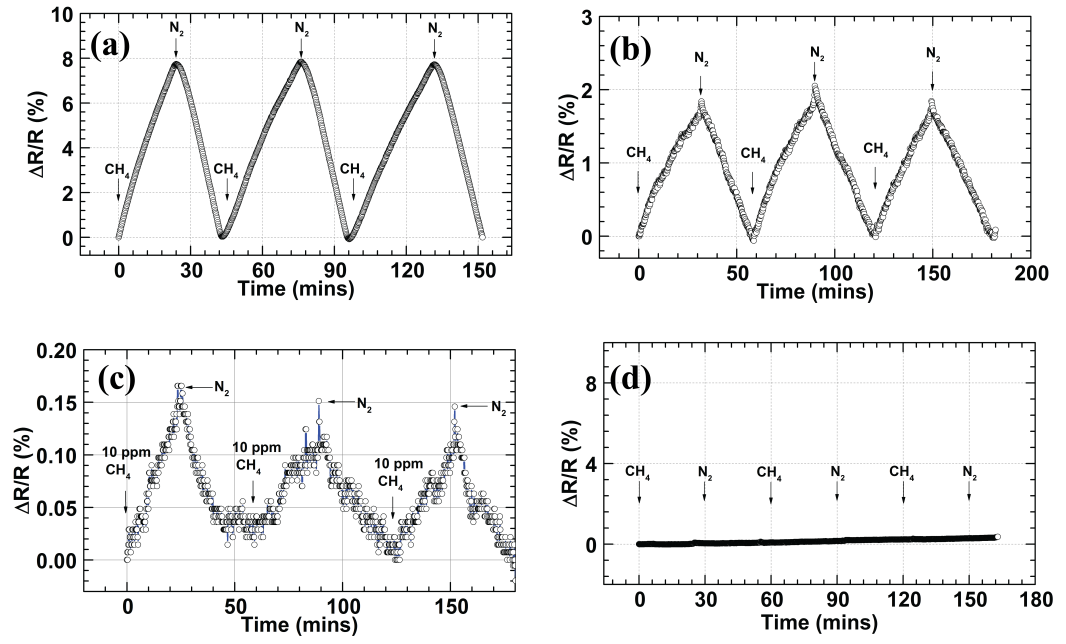 (a)
ΔR/R (%)
10
8
6
4
2
0
N2
N2
N2
CH4
CH4
CH4
0 30 60 90 120 150
Time (mins)
(b)
ΔR/R (%)
3
2
1
0
N2
N2
N2
CH4
CH4
CH4
0 50 100 150 200
Time (mins)
(c)
ΔR/R (%)
0.20
0.15
0.10
0.05
0.00
N2
N2
N2
10 ppm
CH4
10 ppm
CH4
10 ppm
CH4
0 50 100 150
Time (mins)
(d)
ΔR/R (%)
8
4
0
CH4 N2 CH4 N2 CH4 N2
0 30 60 90 120 150 180
Time (mins)